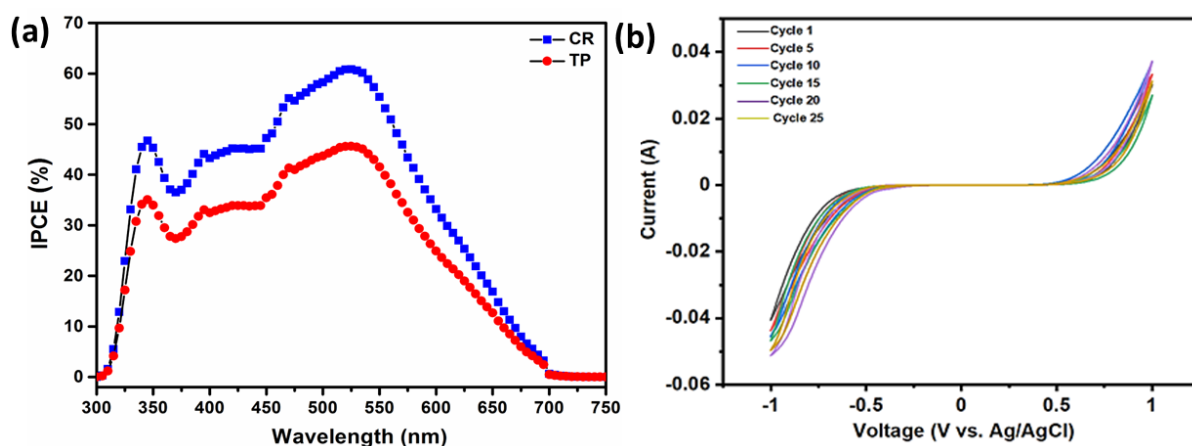 (a)
CR
TP
IPCE (%)
70
60
50
40
30
20
10
0
300 350 400 450 500 550 600 650 700 750
Wavelength (nm)
(b)
Cycle 1
Cycle 5
Cycle 10
Cycle 15
Cycle 20
Cycle 25
Current (A)
0.04
0.02
0
-0.02
-0.04
-0.06
-1 -0.5 0 0.5 1
Voltage (V vs. Ag/AgCl)